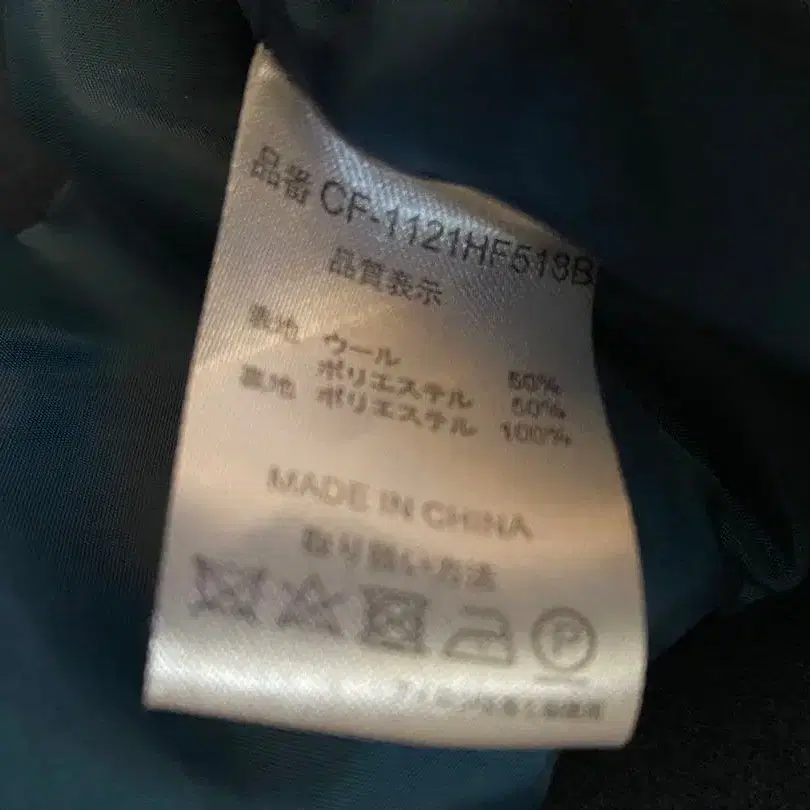 品番 CF-1121HF513B
品質表示
表地 ウール 50%
ポリエステル 50%
裏地 ポリエステル 100%
MADE IN CHINA
取り扱い方法
P